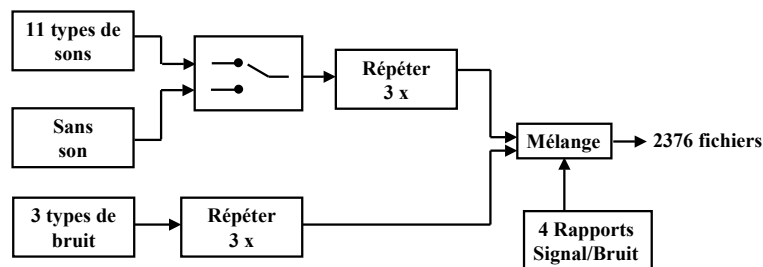 11 types de
sons
Répéter
3 x
Sans
son
Mélange
2376 fichiers
3 types de
bruit
Répéter
3 x
4 Rapports
Signal/Bruit